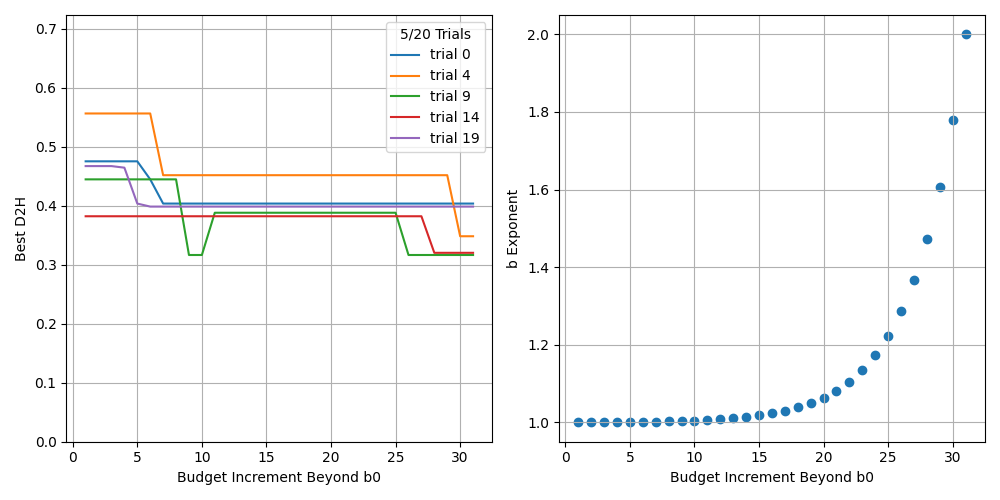 5/20 Trials
trial 0
trial 4
trial 9
trial 14
trial 19
Best D2H
0.7
0.6
0.5
0.4
0.3
0.2
0.1
0.0
0 5 10 15 20 25 30
Budget Increment Beyond b0
b Exponent
2.0
1.8
1.6
1.4
1.2
1.0
0 5 10 15 20 25 30
Budget Increment Beyond b0